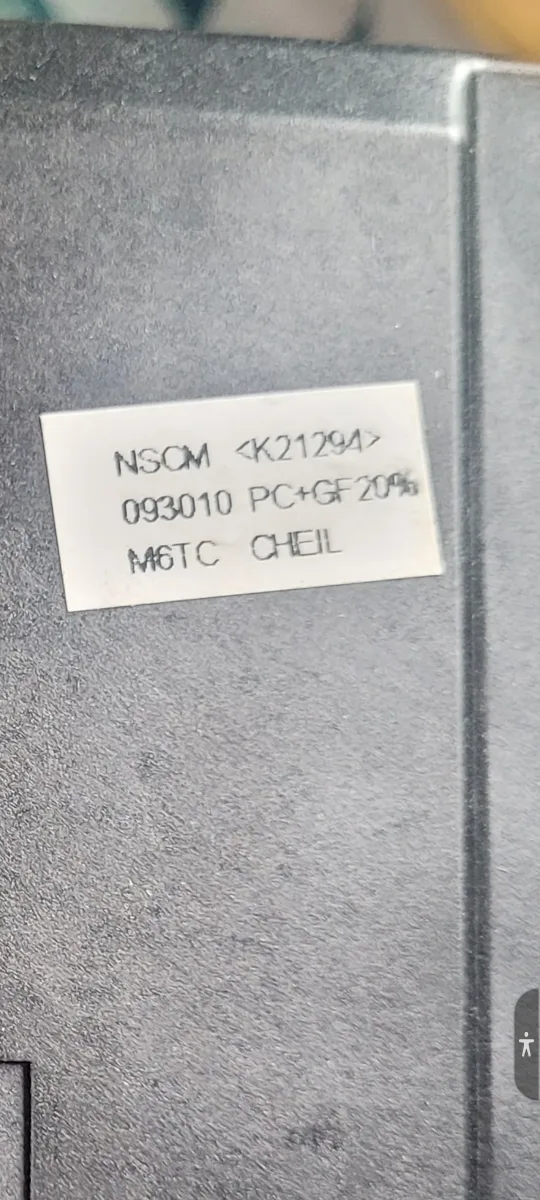 NSCM <K21294>
093010 PC+GF20%
M6TC CHEIL